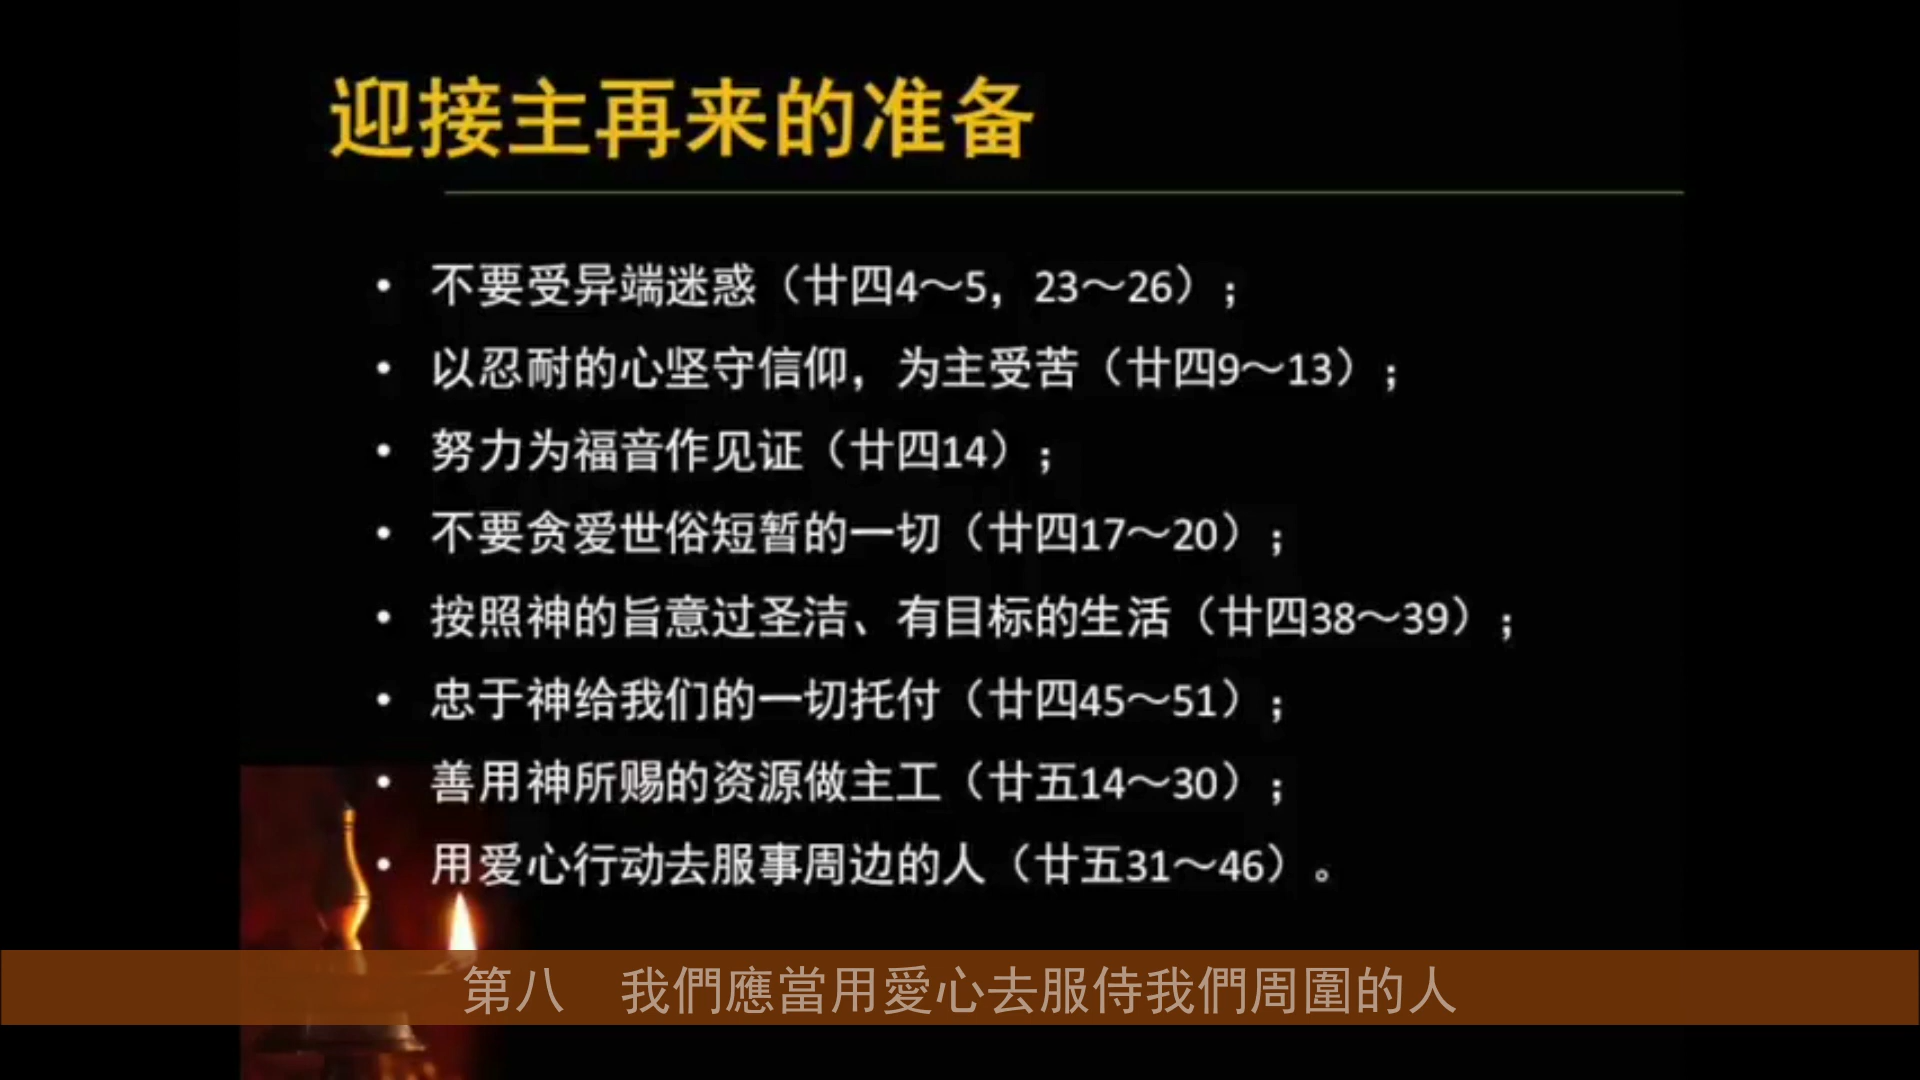 迎接主再来的准备
• 不要受异端迷惑（廿四4～5，23～26）；
• 以忍耐的心坚守信仰，为主受苦（廿四9～13）；
• 努力为福音作见证（廿四14）；
• 不要贪爱世俗短暂的一切（廿四17～20）；
• 按照神的旨意过圣洁、有目标的生活（廿四38～39）；
• 忠于神给我们的一切托付（廿四45～51）；
• 善用神所赐的资源做主工（廿五14～30）；
• 用爱心行动去服事周边的人（廿五31～46）。
第八　我們應當用愛心去服侍我們周圍的人